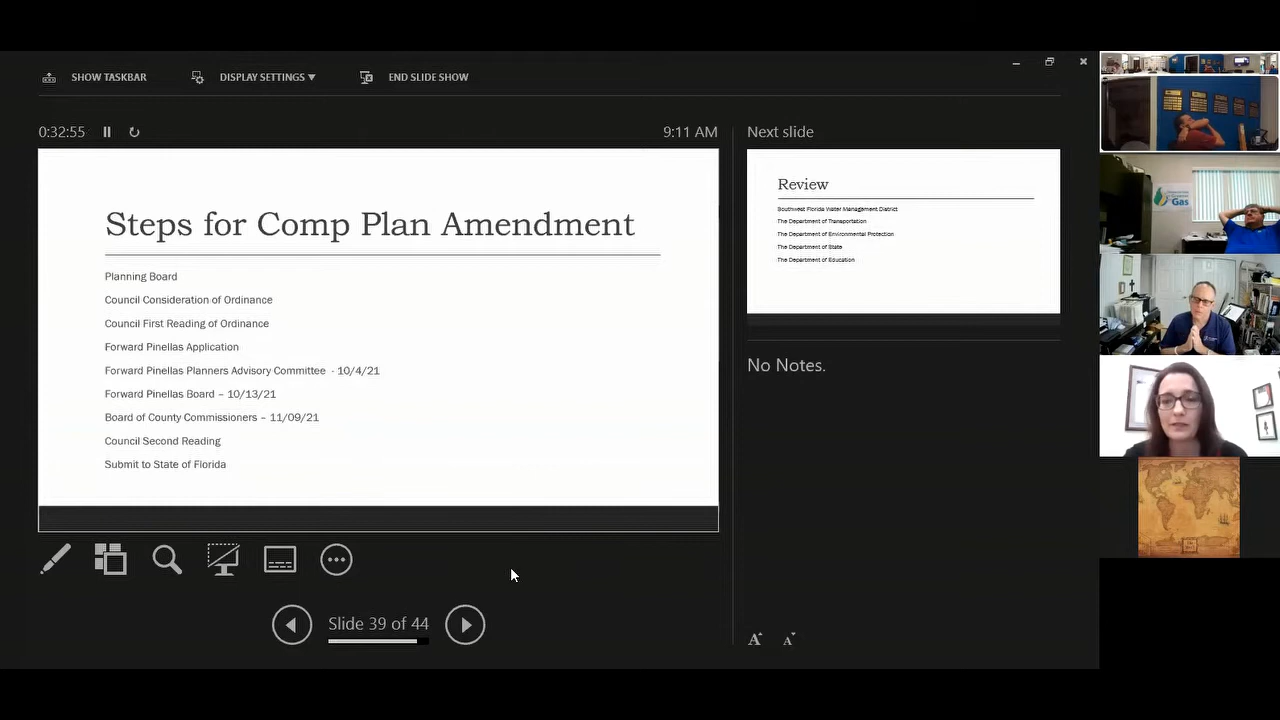 SHOW TASKBAR
DISPLAY SETTINGS ▼
END SLIDE SHOW
0:32:55
9:11 AM
Steps for Comp Plan Amendment
Planning Board
Council Consideration of Ordinance
Council First Reading of Ordinance
Forward Pinellas Application
Forward Pinellas Planners Advisory Committee - 10/4/21
Forward Pinellas Board – 10/13/21
Board of County Commissioners – 11/09/21
Council Second Reading
Submit to State of Florida
Slide 39 of 44
Next slide
Review
Southwest Florida Water Management District
The Department of Transportation
The Department of Environmental Protection
The Department of State
The Department of Education
No Notes.
A
A
Gas